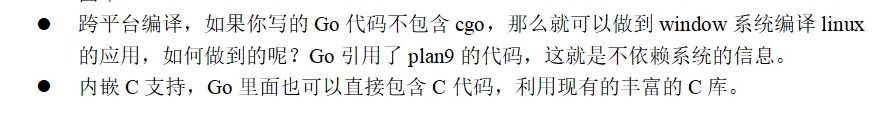 ● 跨平台编译，如果你写的 Go 代码不包含 cgo，那么就可以做到 window 系统编译 linux
的应用，如何做到的呢？Go 引用了 plan9 的代码，这就是不依赖系统的信息。
● 内嵌 C 支持，Go 里面也可以直接包含 C 代码，利用现有的丰富的 C 库。